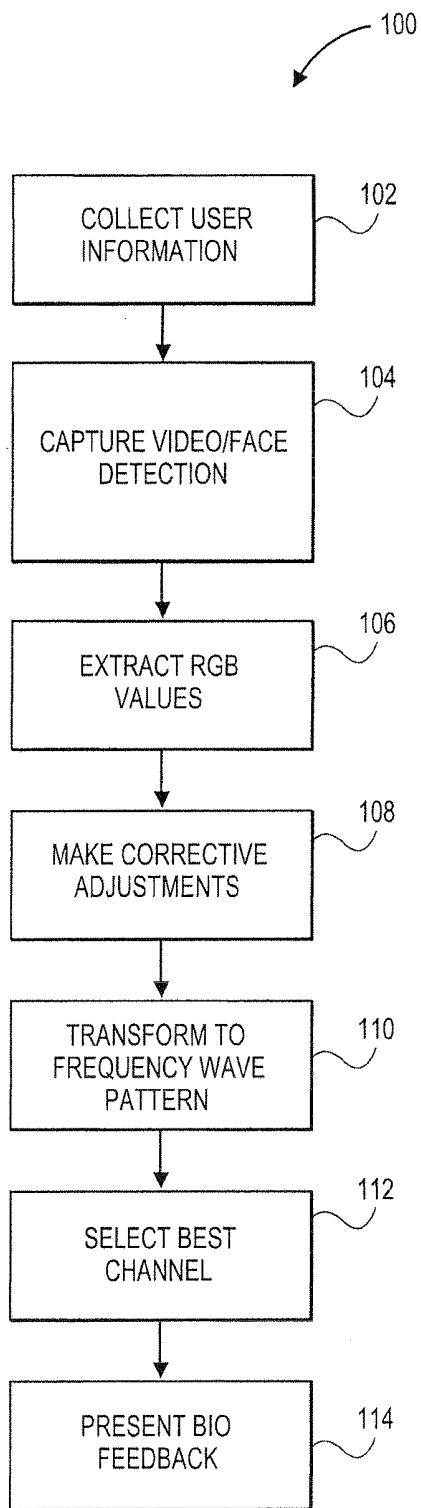 100
COLLECT USER
INFORMATION
102
CAPTURE VIDEO/FACE
DETECTION
104
EXTRACT RGB
VALUES
106
MAKE CORRECTIVE
ADJUSTMENTS
108
TRANSFORM TO
FREQUENCY WAVE
PATTERN
110
SELECT BEST
CHANNEL
112
PRESENT BIO
FEEDBACK
114